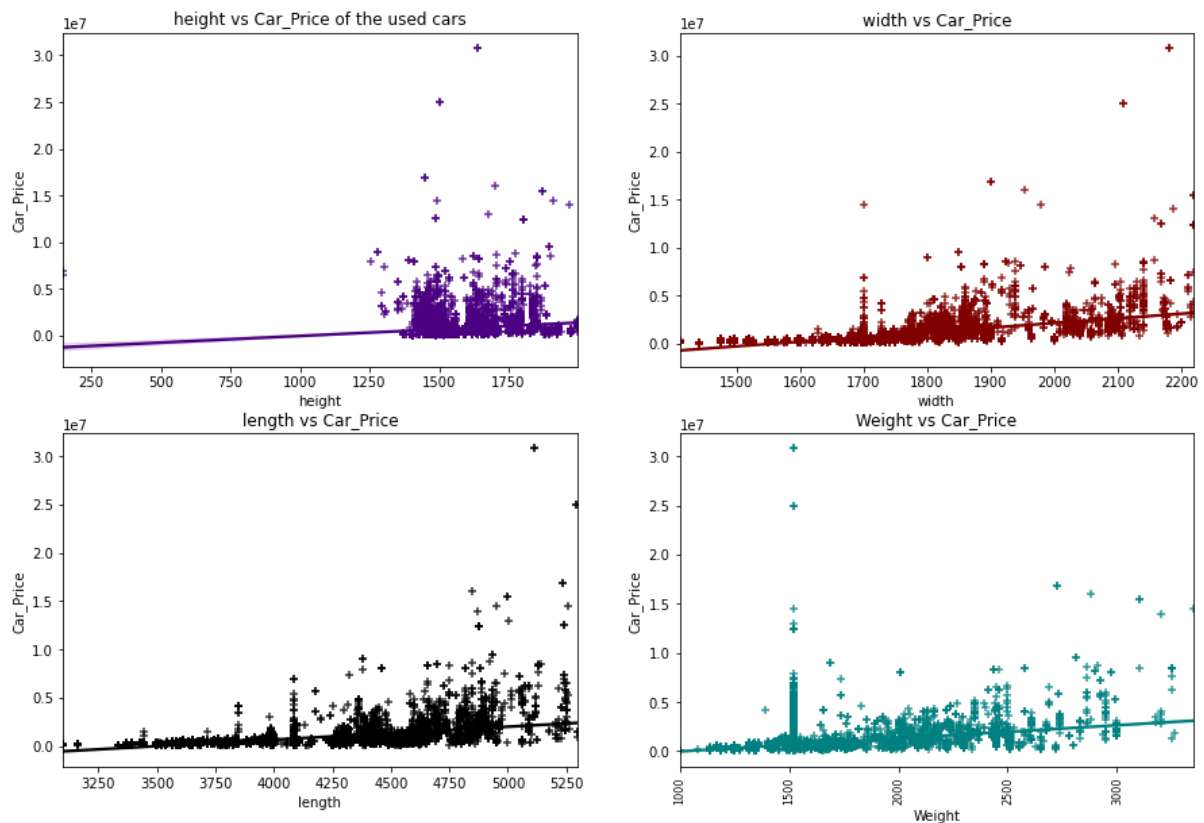 height vs Car_Price of the used cars
1e7
3.0
2.5
2.0
1.5
1.0
0.5
0.0
Car_Price
250 500 750 1000 1250 1500 1750
height
width vs Car_Price
1e7
3.0
2.5
2.0
1.5
1.0
0.5
0.0
Car_Price
1500 1600 1700 1800 1900 2000 2100 2200
width
length vs Car_Price
1e7
3.0
2.5
2.0
1.5
1.0
0.5
0.0
Car_Price
3250 3500 3750 4000 4250 4500 4750 5000 5250
length
Weight vs Car_Price
1e7
3.0
2.5
2.0
1.5
1.0
0.5
0.0
Car_Price
1000 1500 2000 2500 3000
Weight